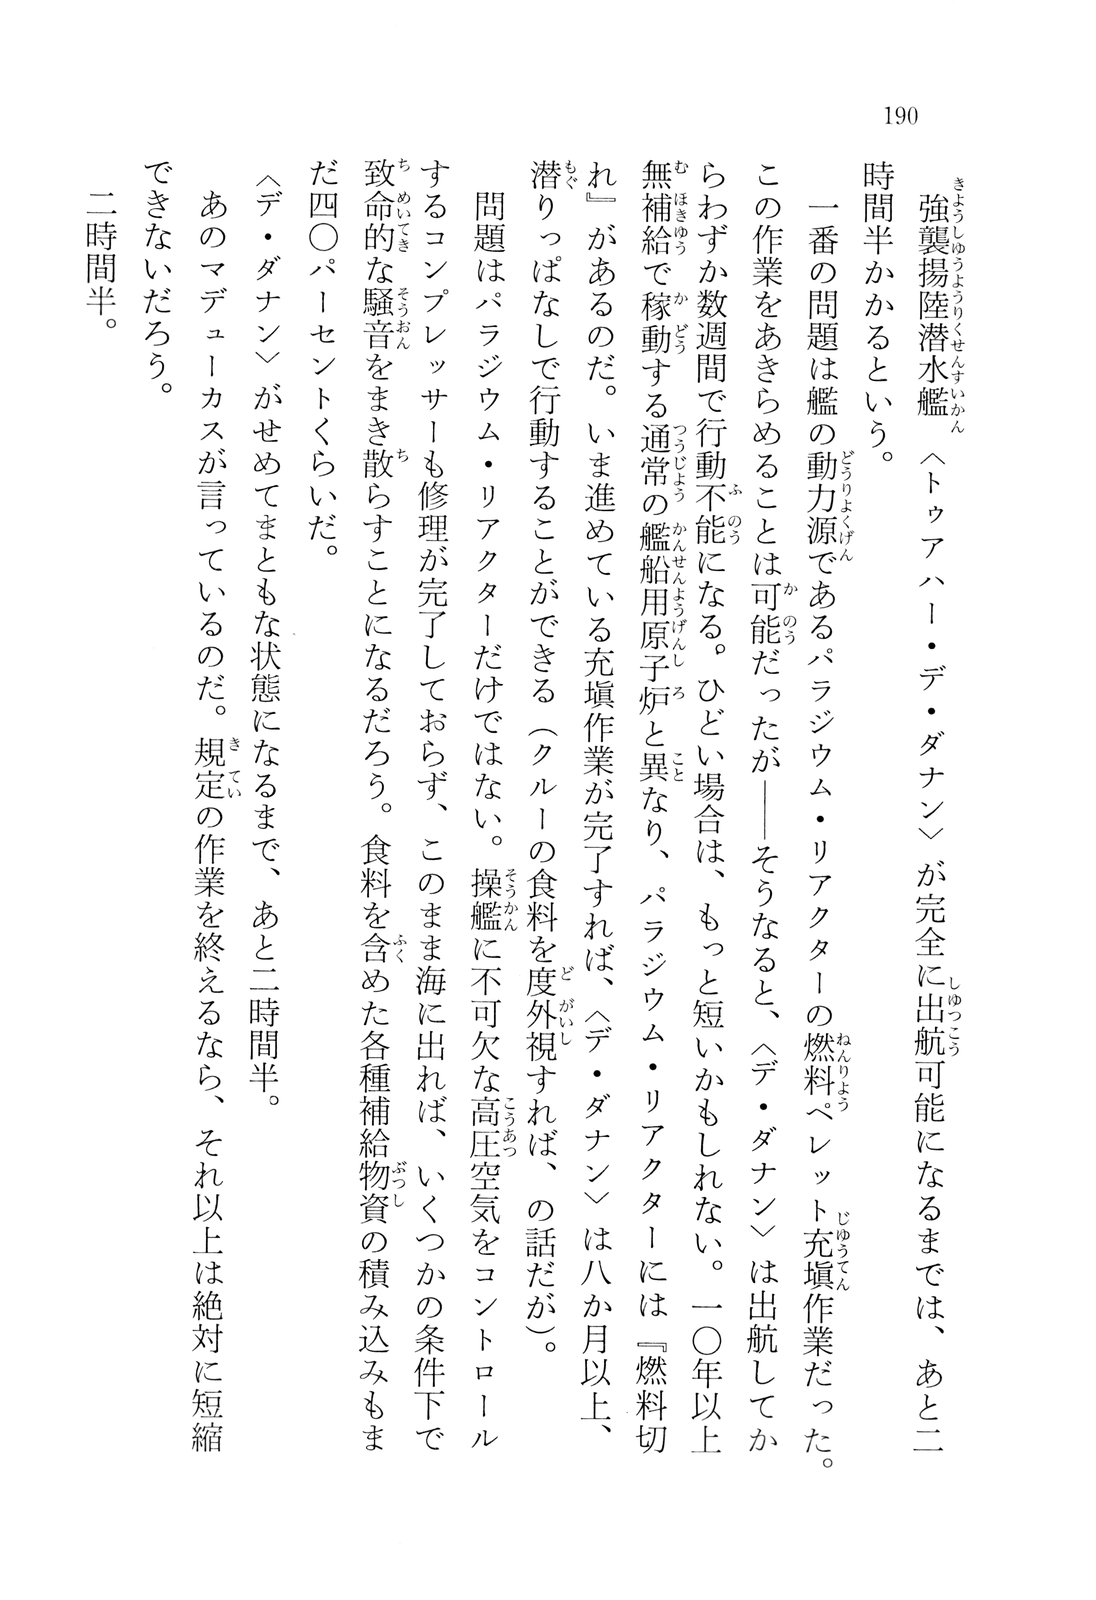 190
強襲揚陸潜水艦〈トゥアハー・デ・ダナン〉が完全に出航可能になるまでは、あと二
時間半かかるという。
一番の問題は艦の動力源であるパラジウム・リアクターの燃料ペレット充塡作業だった。
この作業をあきらめることは可能だったが――そうなると、〈デ・ダナン〉は出航してか
らわずか数週間で行動不能になる。ひどい場合は、もっと短いかもしれない。一〇年以上
無補給で稼動する通常の艦船用原子炉と異なり、パラジウム・リアクターには『燃料切
れ』があるのだ。いま進めている充塡作業が完了すれば、〈デ・ダナン〉は八か月以上、
潜りっぱなしで行動することができる（クルーの食料を度外視すれば、の話だが）。
問題はパラジウム・リアクターだけではない。操艦に不可欠な高圧空気をコントロール
するコンプレッサーも修理が完了しておらず、このまま海に出れば、いくつかの条件下で
致命的な騒音をまき散らすことになるだろう。食料を含めた各種補給物資の積み込みもま
だ四〇パーセントくらいだ。
〈デ・ダナン〉がせめてまともな状態になるまで、あと二時間半。
あのマデューカスが言っているのだ。規定の作業を終えるなら、それ以上は絶対に短縮
できないだろう。
二時間半。